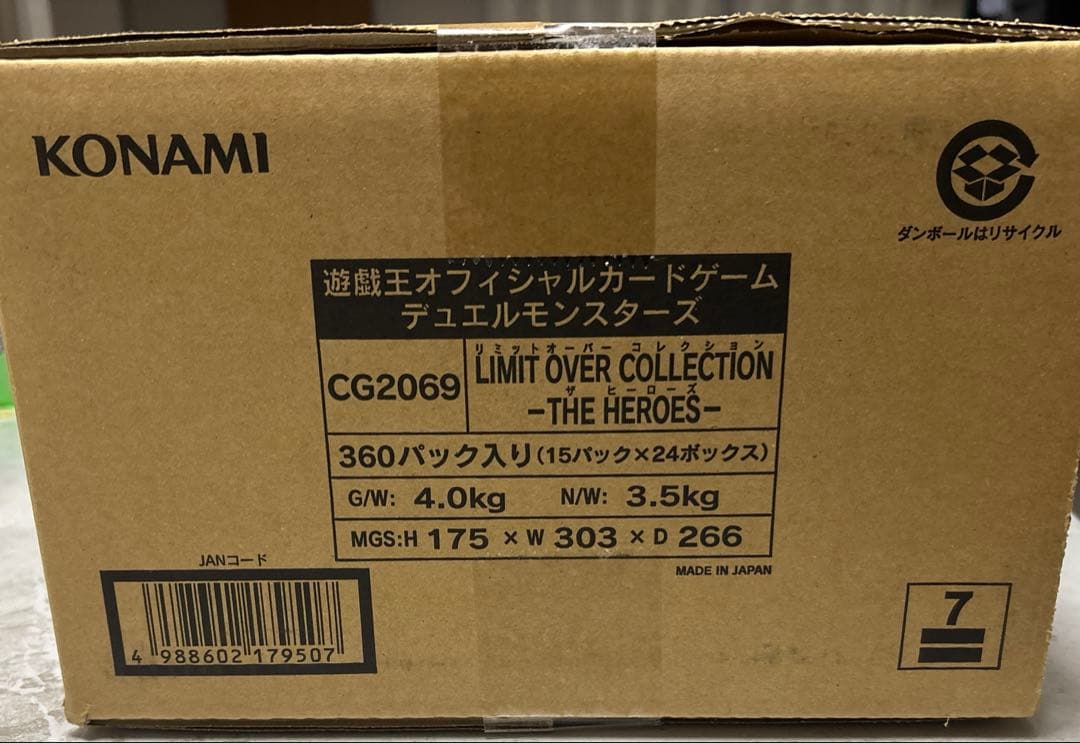 KONAMI
ダンボールはリサイクル
遊戯王オフィシャルカードゲーム
デュエルモンスターズ
CG2069
リミットオーバー コレクション
LIMIT OVER COLLECTION
ザ ヒーローズ
-THE HEROES-
360パック入り(15パック×24ボックス)
G/W: 4.0kg N/W: 3.5kg
MGS:H 175 × W 303 × D 266
MADE IN JAPAN
JANコード
4 988602 179507
7